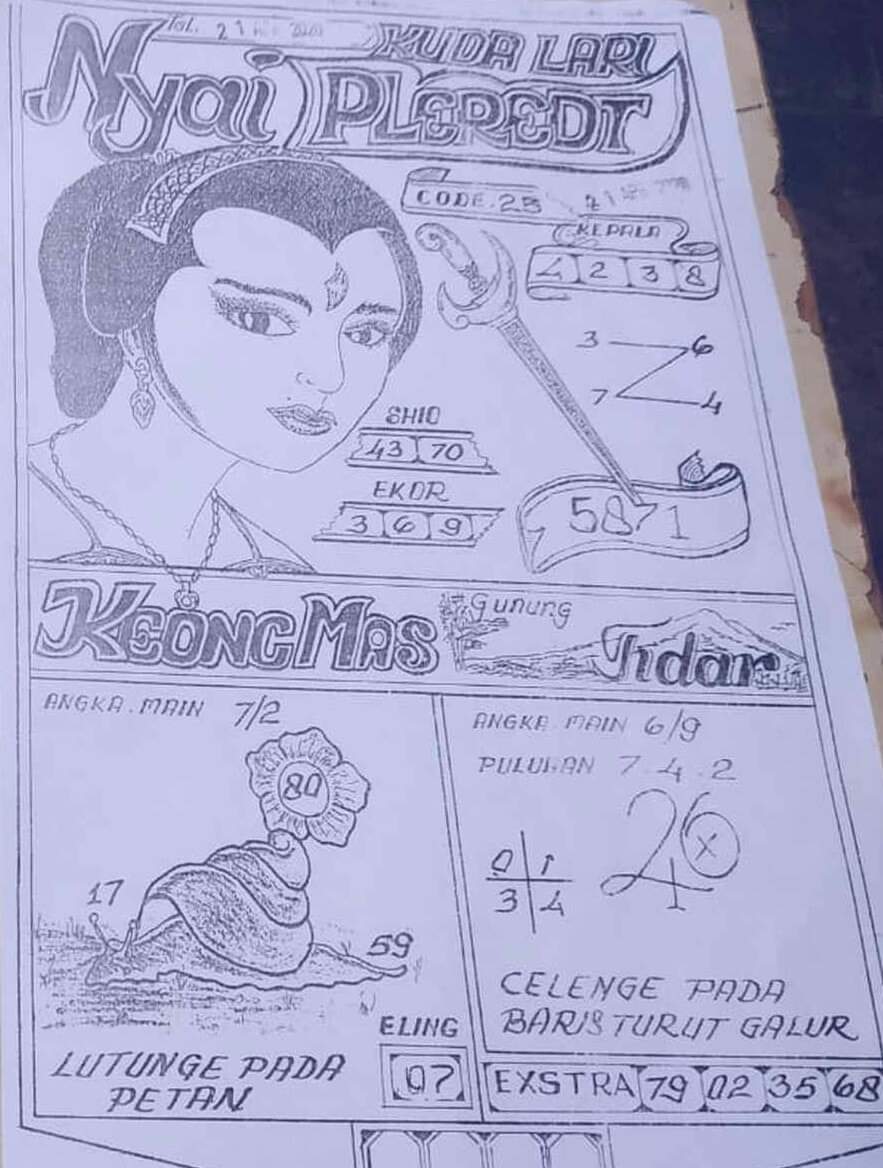 TGL. 21
KUDA LARI
Nyai PLEREDT
CODE.25
KEPALA
4 2 3 8
3 6
7 4
SHIO
43 70
EKOR
3 6 9
5871
KEONG MAS
Gunung
Tidar
ANGKA.MAIN 7/2
80
17
59
ELING
07
LUTUNGE PADA
PETAN
ANGKA MAIN 6/9
PULUHAN 7.4.2
0 1
3 4
X
CELENGE PADA
BARIS TURUT GALUR
EXSTRA 79 02 35 68